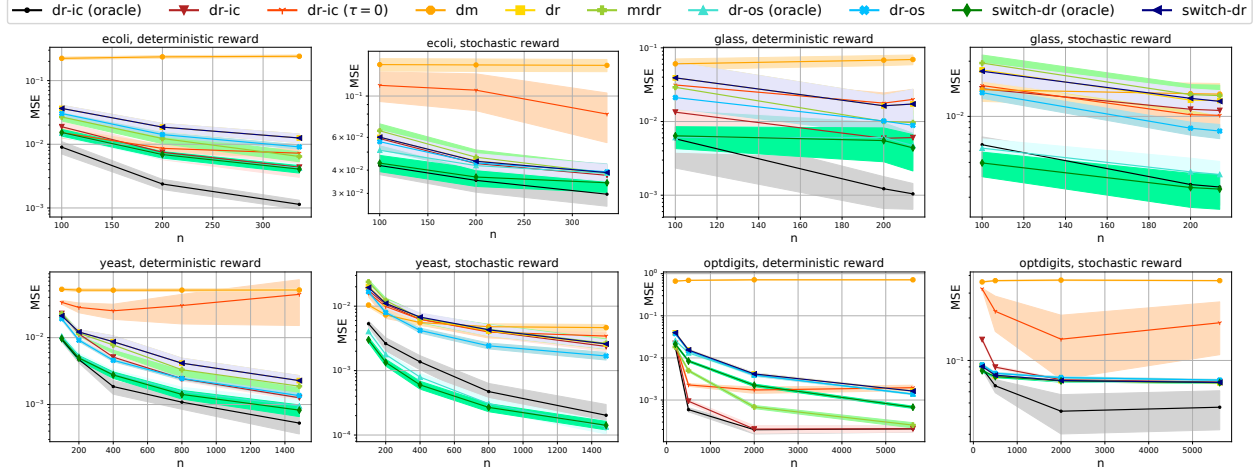 dr-ic (oracle) dr-ic dr-ic (τ = 0) dm dr mrdr dr-os (oracle) dr-os switch-dr (oracle) switch-dr
ecoli, deterministic reward ecoli, stochastic reward glass, deterministic reward glass, stochastic reward
MSE MSE MSE MSE
10⁻¹ 10⁻² 10⁻³
10⁻¹ 6 × 10⁻² 4 × 10⁻² 3 × 10⁻²
10⁻¹ 10⁻² 10⁻³
10⁻²
100 150 200 250 300 100 150 200 250 300 100 120 140 160 180 200 100 120 140 160 180 200
n n n n
yeast, deterministic reward yeast, stochastic reward optdigits, deterministic reward optdigits, stochastic reward
MSE MSE MSE MSE
10⁻¹ 10⁻² 10⁻³
10⁻² 10⁻³ 10⁻⁴
10⁰ 10⁻¹ 10⁻² 10⁻³
10⁻¹
200 400 600 800 1000 1200 1400 200 400 600 800 1000 1200 1400 0 1000 2000 3000 4000 5000 0 1000 2000 3000 4000 5000
n n n n